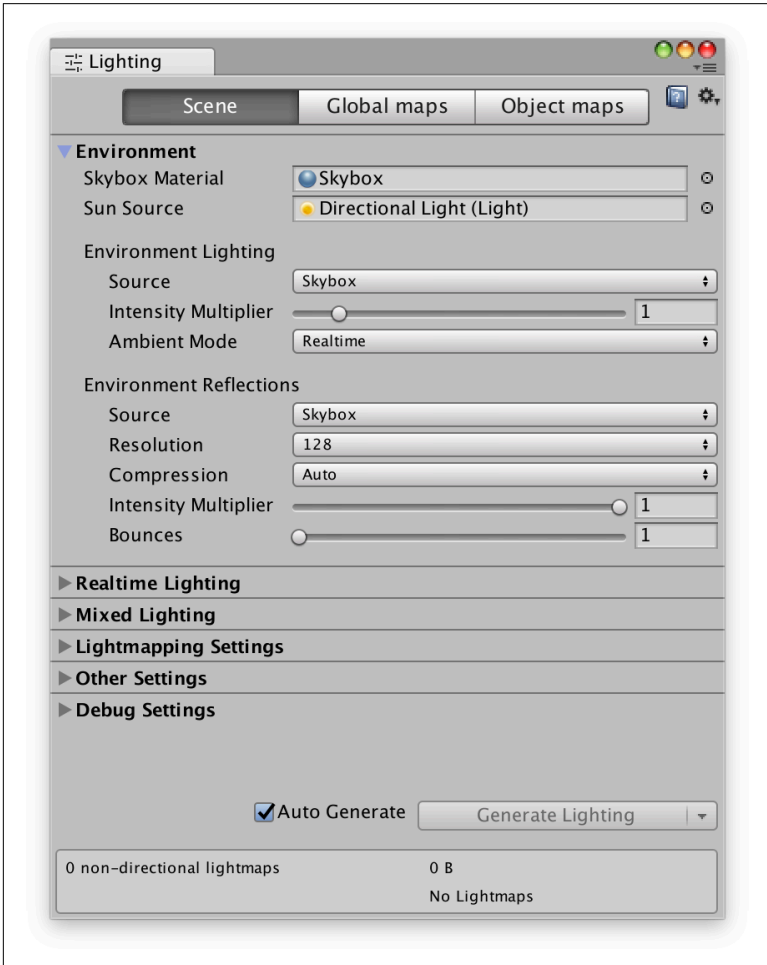 Lighting
Scene Global maps Object maps
Environment
Skybox Material Skybox
Sun Source Directional Light (Light)
Environment Lighting
Source Skybox
Intensity Multiplier 1
Ambient Mode Realtime
Environment Reflections
Source Skybox
Resolution 128
Compression Auto
Intensity Multiplier 1
Bounces 1
Realtime Lighting
Mixed Lighting
Lightmapping Settings
Other Settings
Debug Settings
Auto Generate Generate Lighting
0 non-directional lightmaps 0 B
No Lightmaps